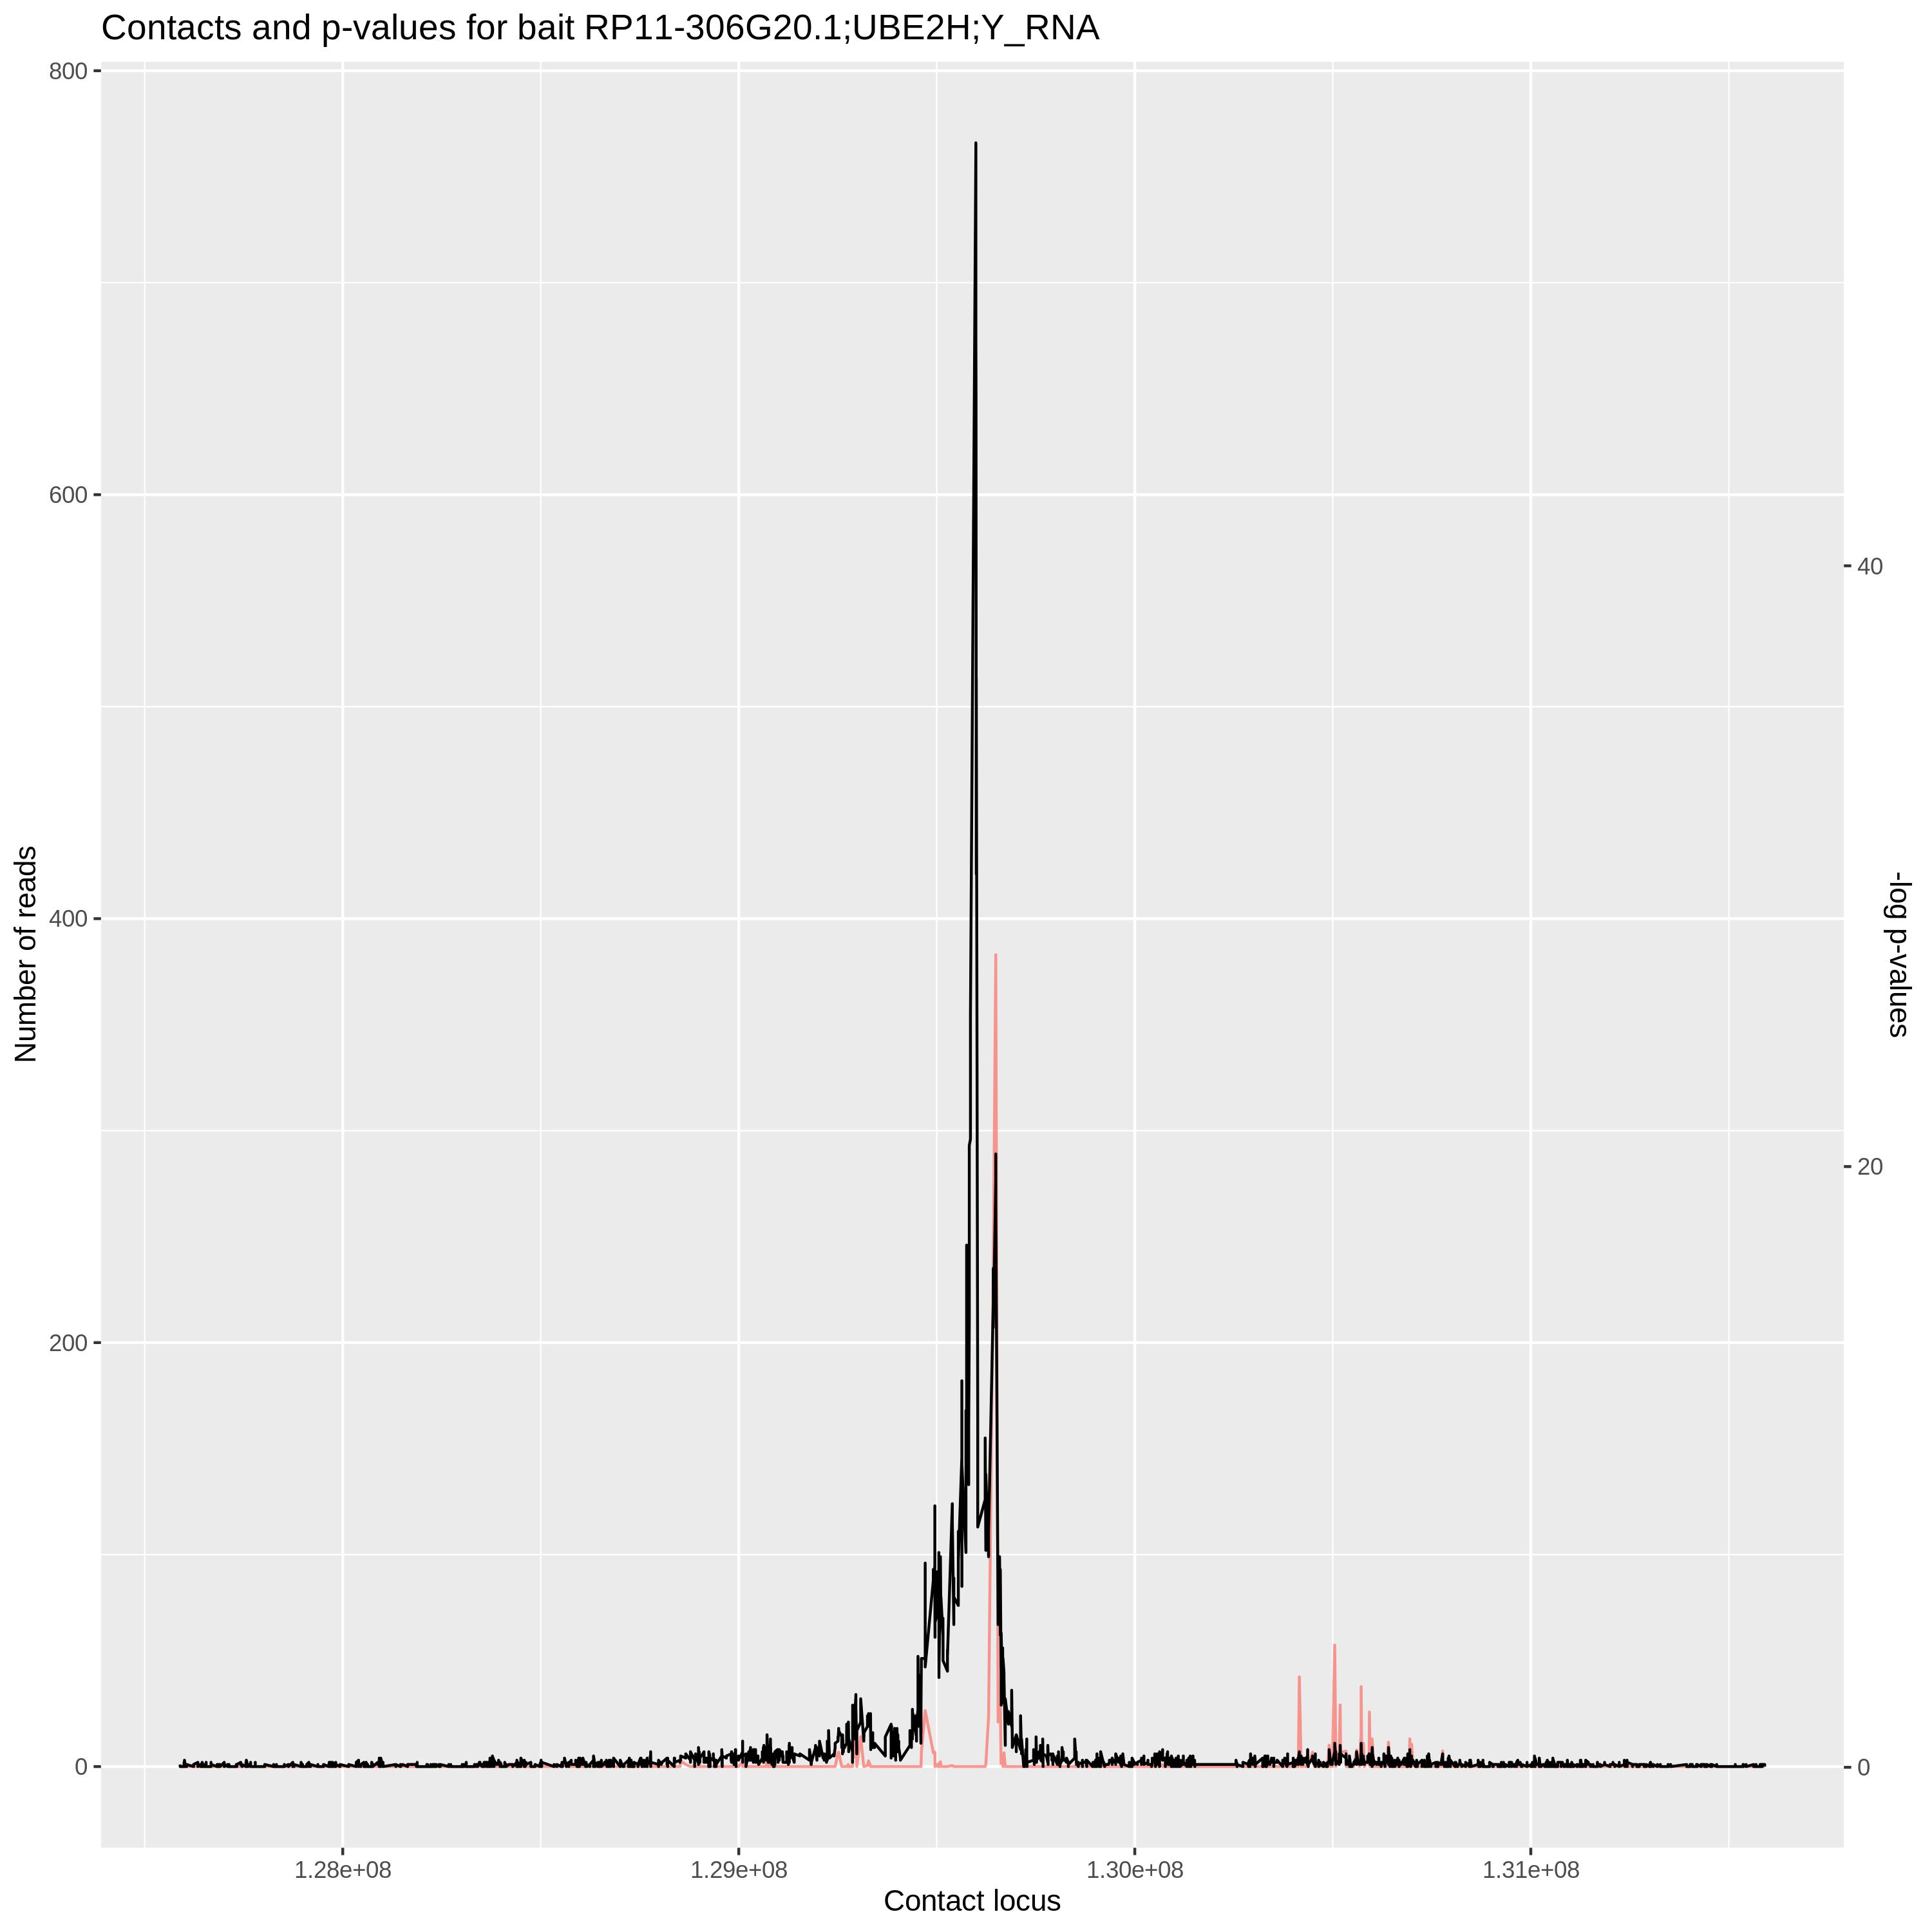 Contacts and p-values for bait RP11-306G20.1;UBE2H;Y_RNA
800
600
400
200
0
Number of reads
40
20
0
-log p-values
1.28e+08
1.29e+08
1.30e+08
1.31e+08
Contact locus